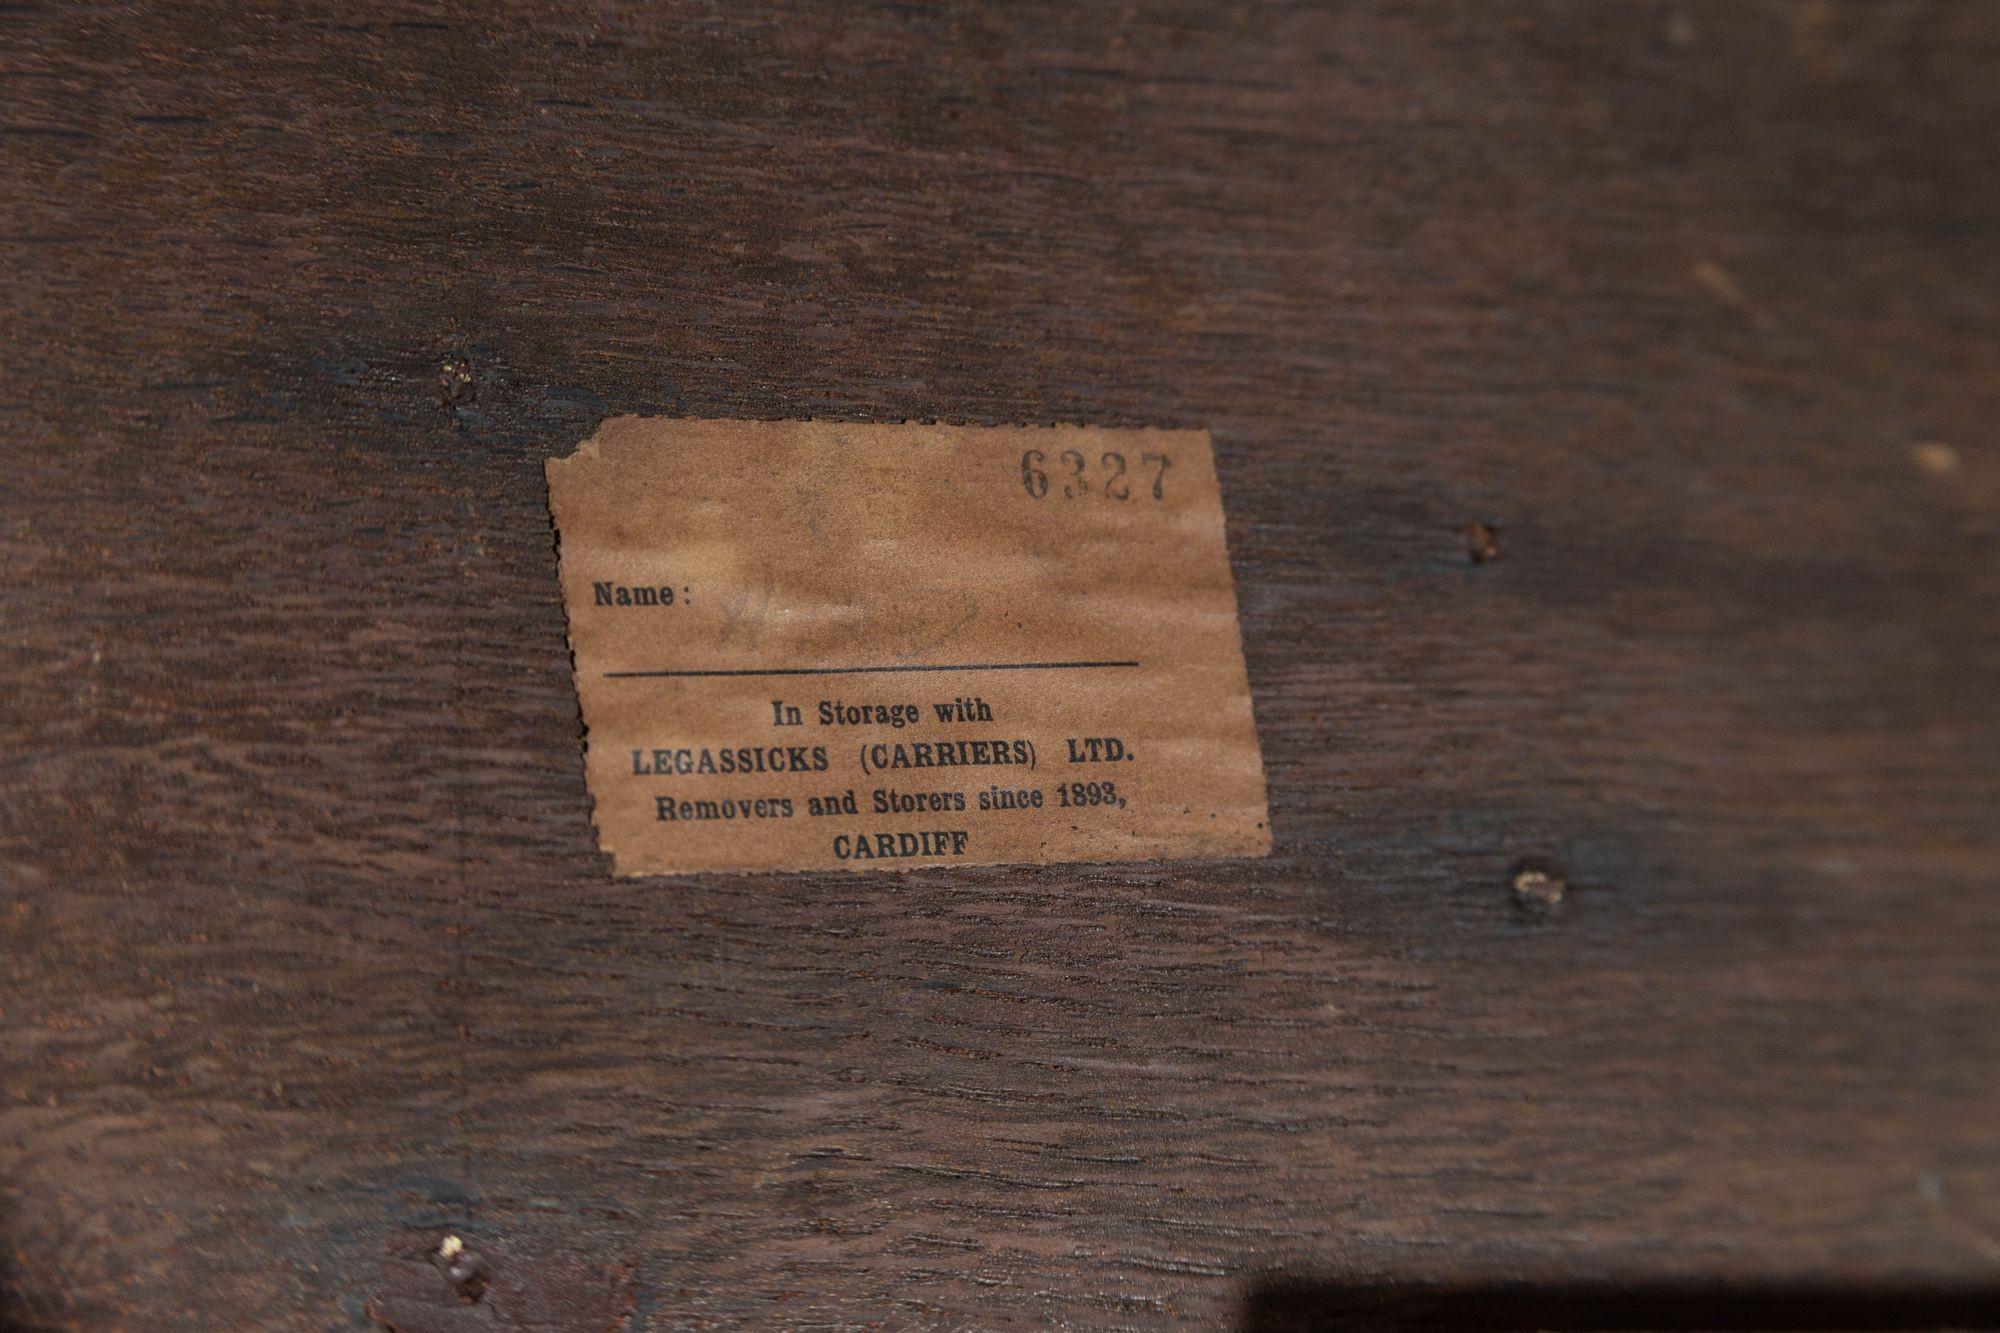 6327
Name :
In Storage with
LEGASSICKS (CARRIERS) LTD.
Removers and Storers since 1893,
CARDIFF